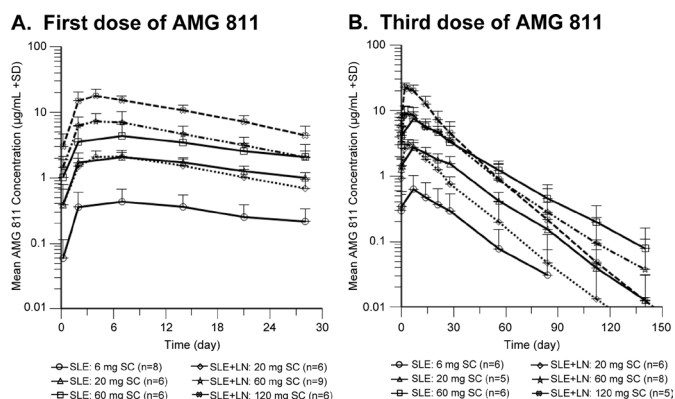 A. First dose of AMG 811
B. Third dose of AMG 811
Mean AMG 811 Concentration (µg/mL +SD)
100
10
1
0.1
0.01
0 6 12 18 24 30
Time (day)
SLE: 6 mg SC (n=8)
SLE: 20 mg SC (n=6)
SLE: 60 mg SC (n=6)
SLE+LN: 20 mg SC (n=6)
SLE+LN: 60 mg SC (n=9)
SLE+LN: 120 mg SC (n=6)
Mean AMG 811 Concentration (µg/mL +SD)
100
10
1
0.1
0.01
0 30 60 90 120 150
Time (day)
SLE: 6 mg SC (n=6)
SLE: 20 mg SC (n=5)
SLE: 60 mg SC (n=6)
SLE+LN: 20 mg SC (n=6)
SLE+LN: 60 mg SC (n=8)
SLE+LN: 120 mg SC (n=5)